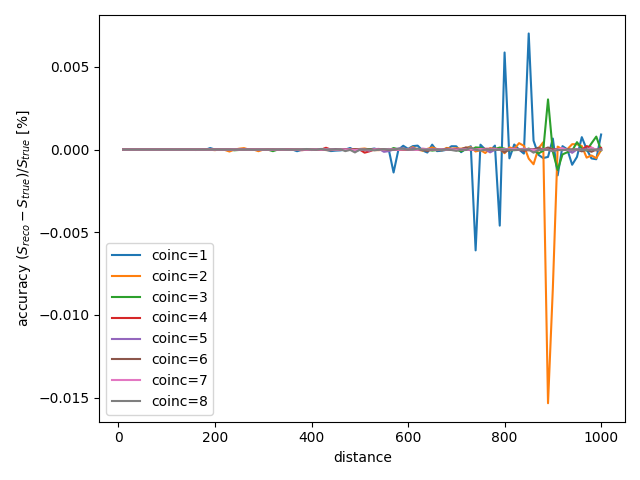 accuracy (S_reco − S_true)/S_true [%]
0.005
0.000
−0.005
−0.010
−0.015
coinc=1
coinc=2
coinc=3
coinc=4
coinc=5
coinc=6
coinc=7
coinc=8
0 200 400 600 800 1000
distance